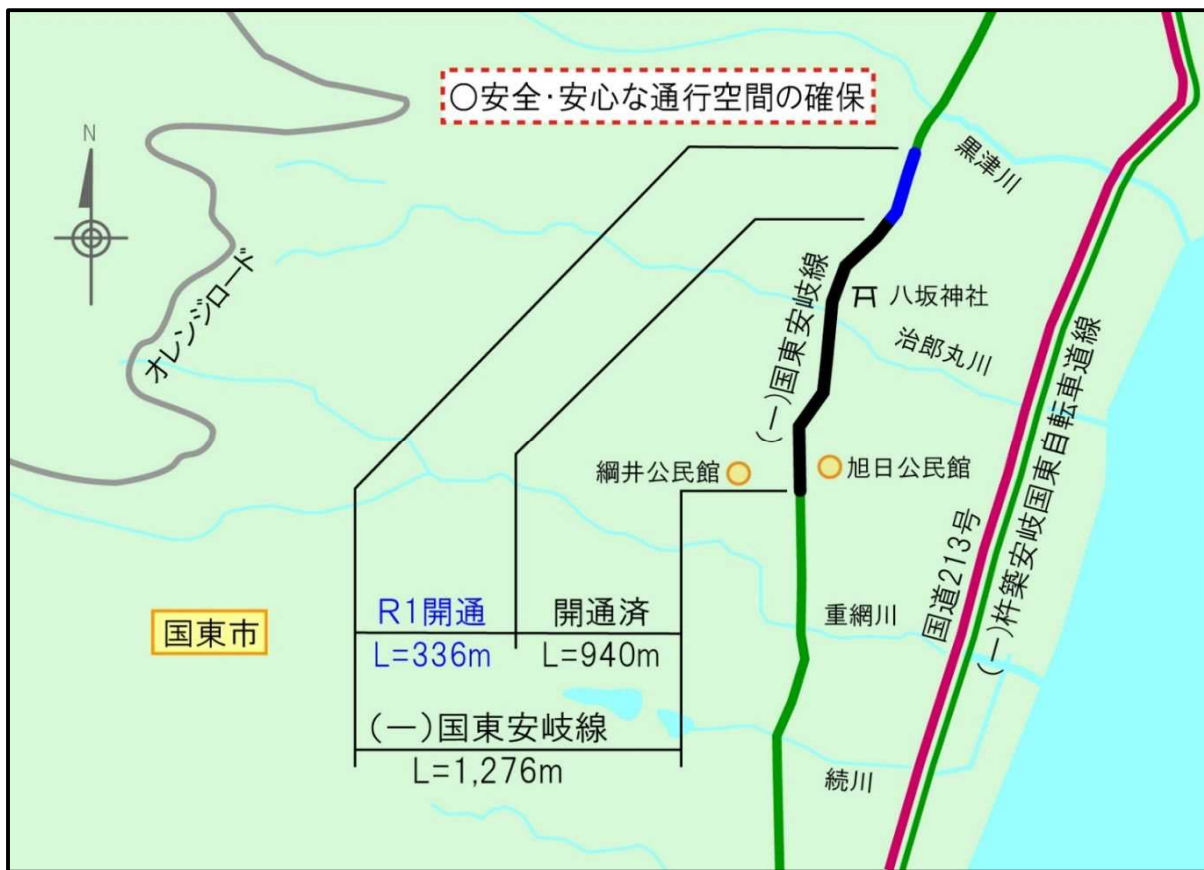 〇安全・安心な通行空間の確保
N
黒津川
オレンジロード
(一)国東安岐線
八坂神社
治郎丸川
(一)杵築安岐国東自転車道線
綱井公民館
旭日公民館
国道213号
国東市
R1開通
開通済
L=336m
L=940m
重網川
(一)国東安岐線
L=1,276m
続川